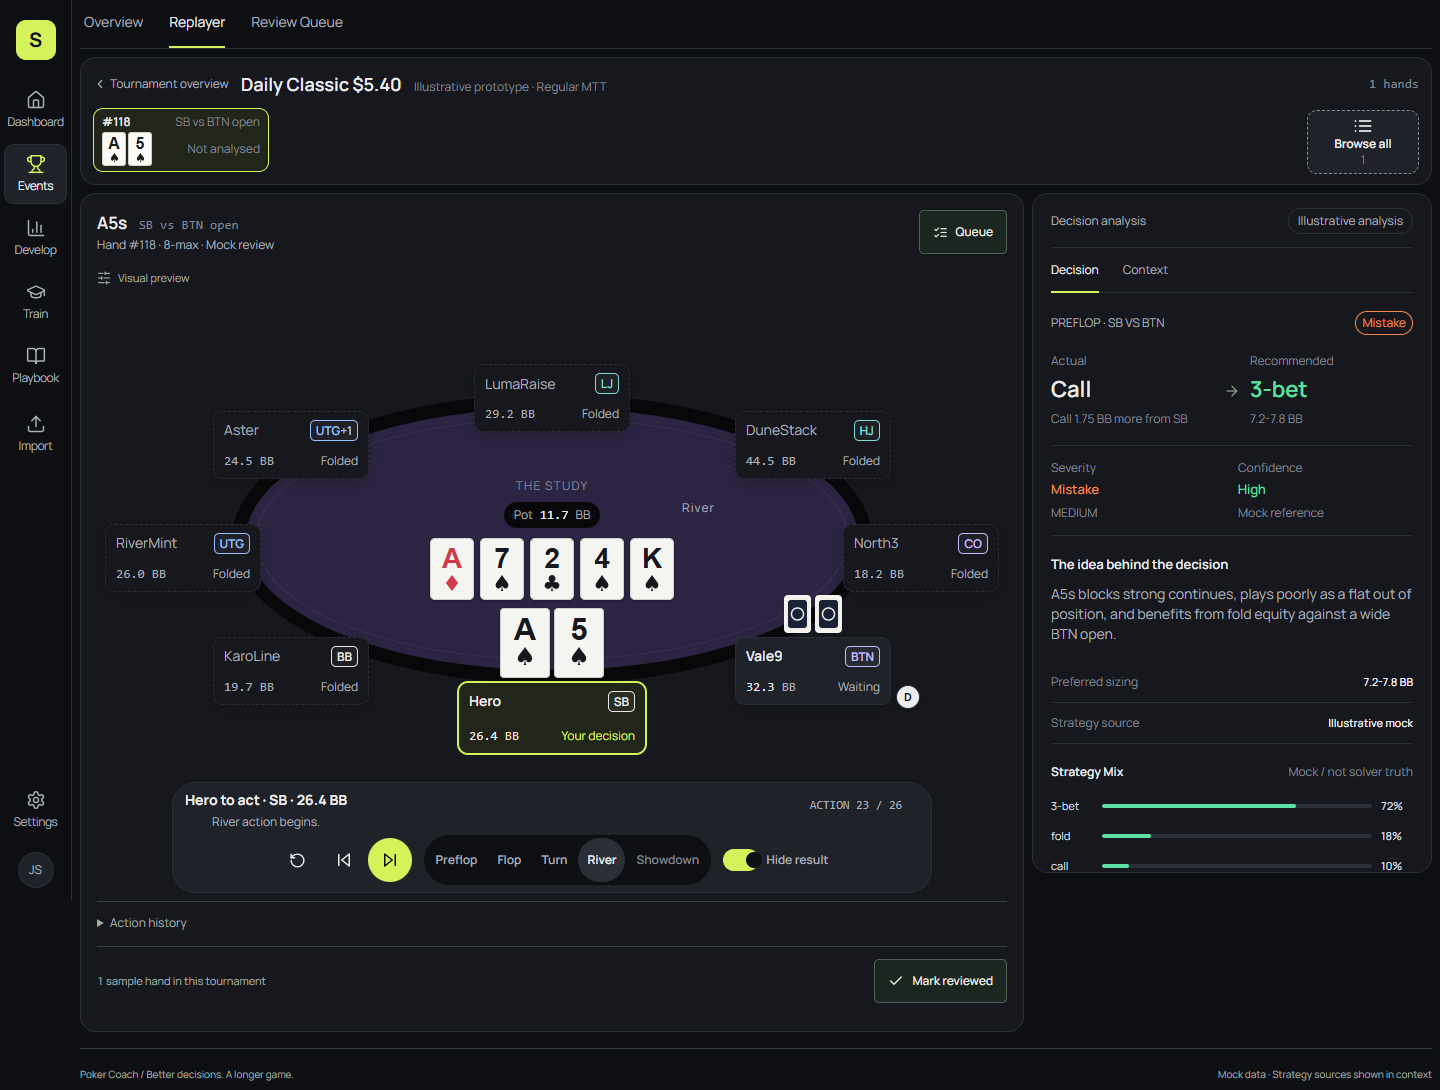 S
Dashboard
Events
Develop
Train
Playbook
Import
Settings
JS
Overview
Replayer
Review Queue
Tournament overview
Daily Classic $5.40
Illustrative prototype · Regular MTT
1 hands
#118
SB vs BTN open
A
5
Not analysed
Browse all
1
A5s
SB vs BTN open
Hand #118 · 8-max · Mock review
Queue
Visual preview
LumaRaise
LJ
29.2 BB
Folded
Aster
UTG+1
24.5 BB
Folded
DuneStack
HJ
44.5 BB
Folded
THE STUDY
Pot 11.7 BB
River
RiverMint
UTG
26.0 BB
Folded
A
7
2
4
K
North3
CO
18.2 BB
Folded
A
5
KaroLine
BB
19.7 BB
Folded
Vale9
BTN
32.3 BB
Waiting
D
Hero
SB
26.4 BB
Your decision
Hero to act · SB · 26.4 BB
ACTION 23 / 26
River action begins.
Preflop
Flop
Turn
River
Showdown
Hide result
Action history
1 sample hand in this tournament
Mark reviewed
Decision analysis
Illustrative analysis
Decision
Context
PREFLOP · SB VS BTN
Mistake
Actual
Recommended
Call
3-bet
Call 1.75 BB more from SB
7.2-7.8 BB
Severity
Confidence
Mistake
High
MEDIUM
Mock reference
The idea behind the decision
A5s blocks strong continues, plays poorly as a flat out of
position, and benefits from fold equity against a wide
BTN open.
Preferred sizing
7.2-7.8 BB
Strategy source
Illustrative mock
Strategy Mix
Mock / not solver truth
3-bet
72%
fold
18%
call
10%
Poker Coach / Better decisions. A longer game.
Mock data · Strategy sources shown in context